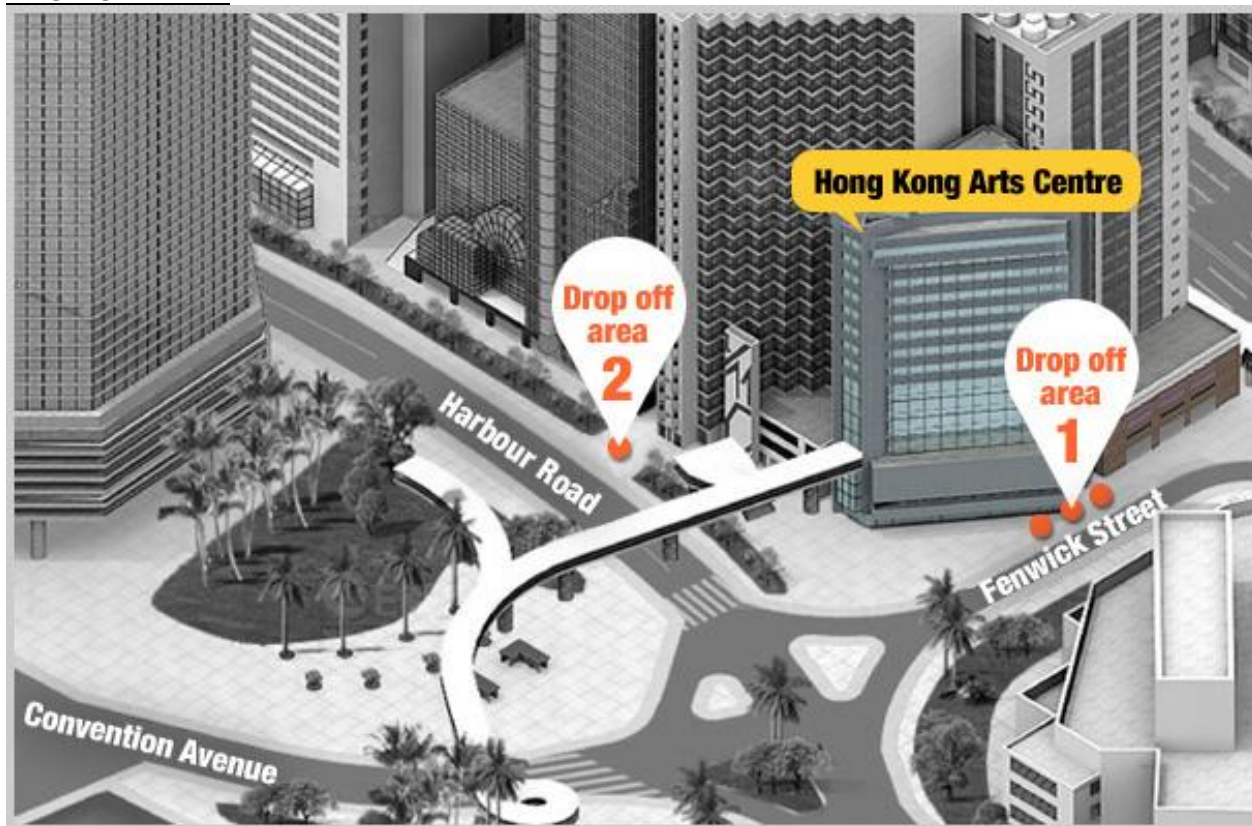 Hong Kong Arts Centre
Drop off
area
2
Drop off
area
1
Harbour Road
Fenwick Street
Convention Avenue